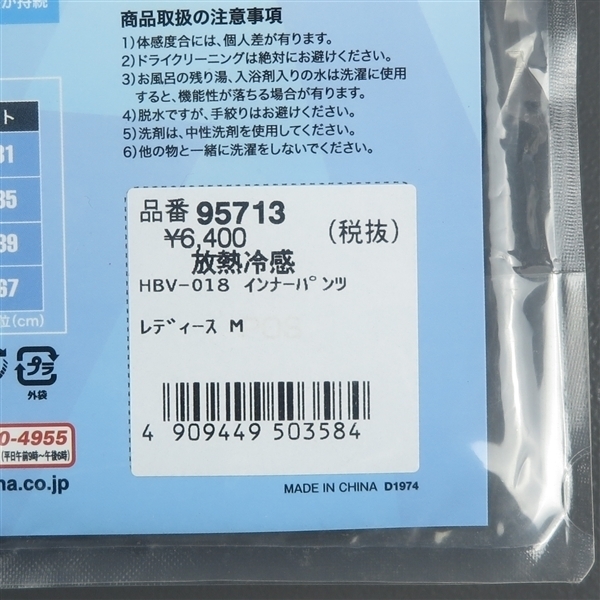 が持続
商品取扱の注意事項
1)体感度合には、個人差が有ります。
2)ドライクリーニングは絶対にお避けください。
3)お風呂の残り湯、入浴剤入りの水は洗濯に使用
すると、機能性が落ちる場合が有ります。
4)脱水ですが、手絞りはお避けください。
5)洗剤は、中性洗剤を使用してください。
6)他の物と一緒に洗濯をしないでください。
ト
81
85
89
67
位(cm)
プラ
外袋
0-4955
(平日午前9時〜午後6時)
na.co.jp
品番 95713
¥6,400 (税抜)
放熱冷感
HBV-018 インナーパンツ
レディース M
4 909449 503584
MADE IN CHINA D1974